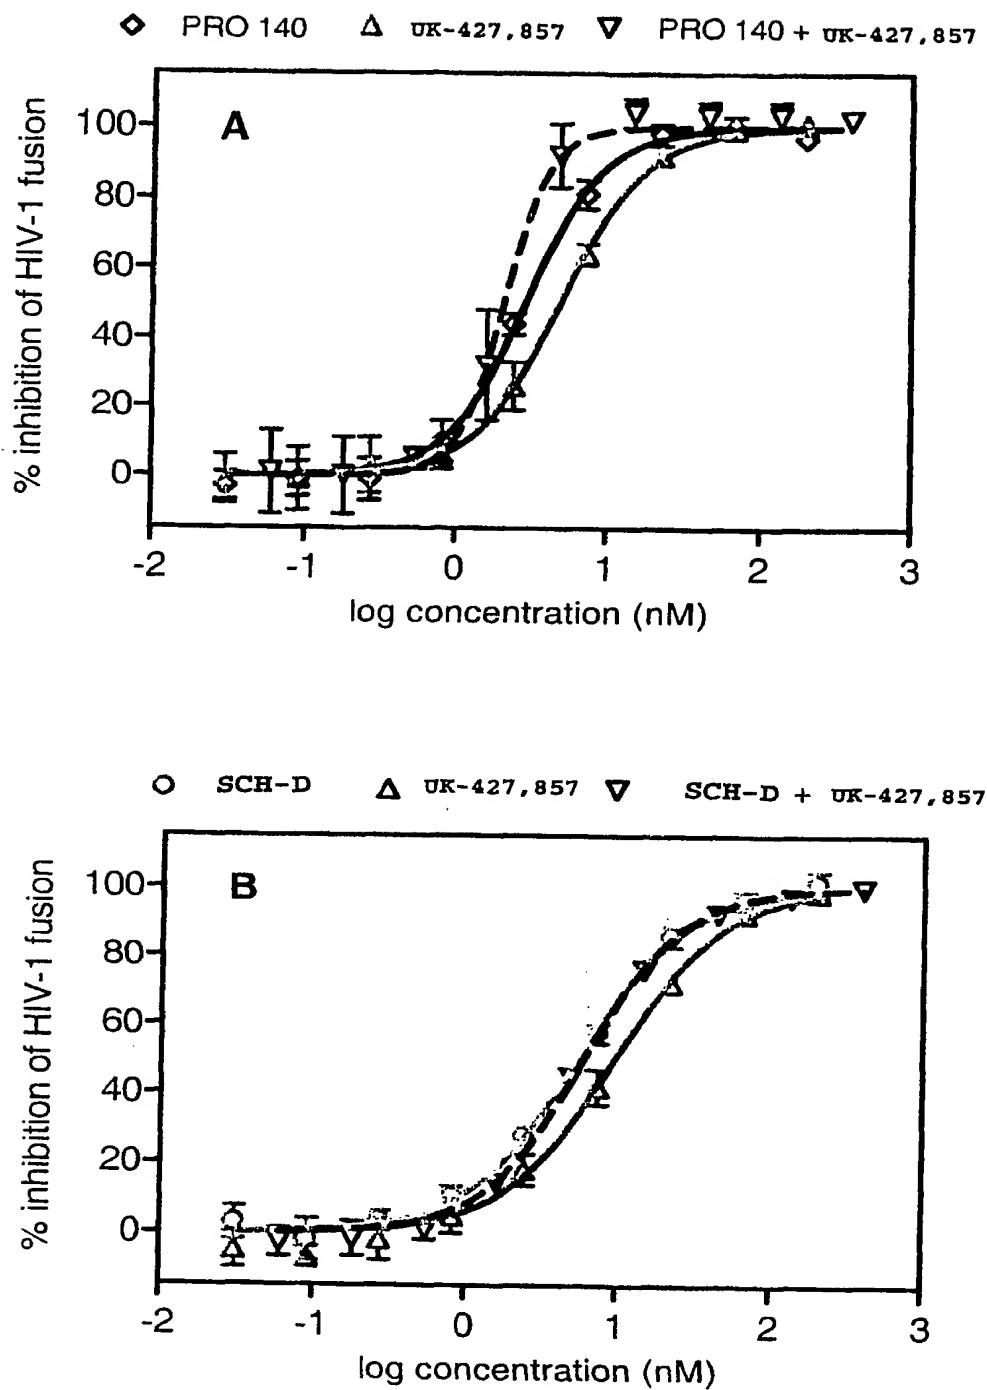 PRO 140 UK-427,857 PRO 140 + UK-427,857
A
100
80
60
40
20
0
-2 -1 0 1 2 3
% inhibition of HIV-1 fusion
log concentration (nM)
SCH-D UK-427,857 SCH-D + UK-427,857
B
100
80
60
40
20
0
-2 -1 0 1 2 3
% inhibition of HIV-1 fusion
log concentration (nM)